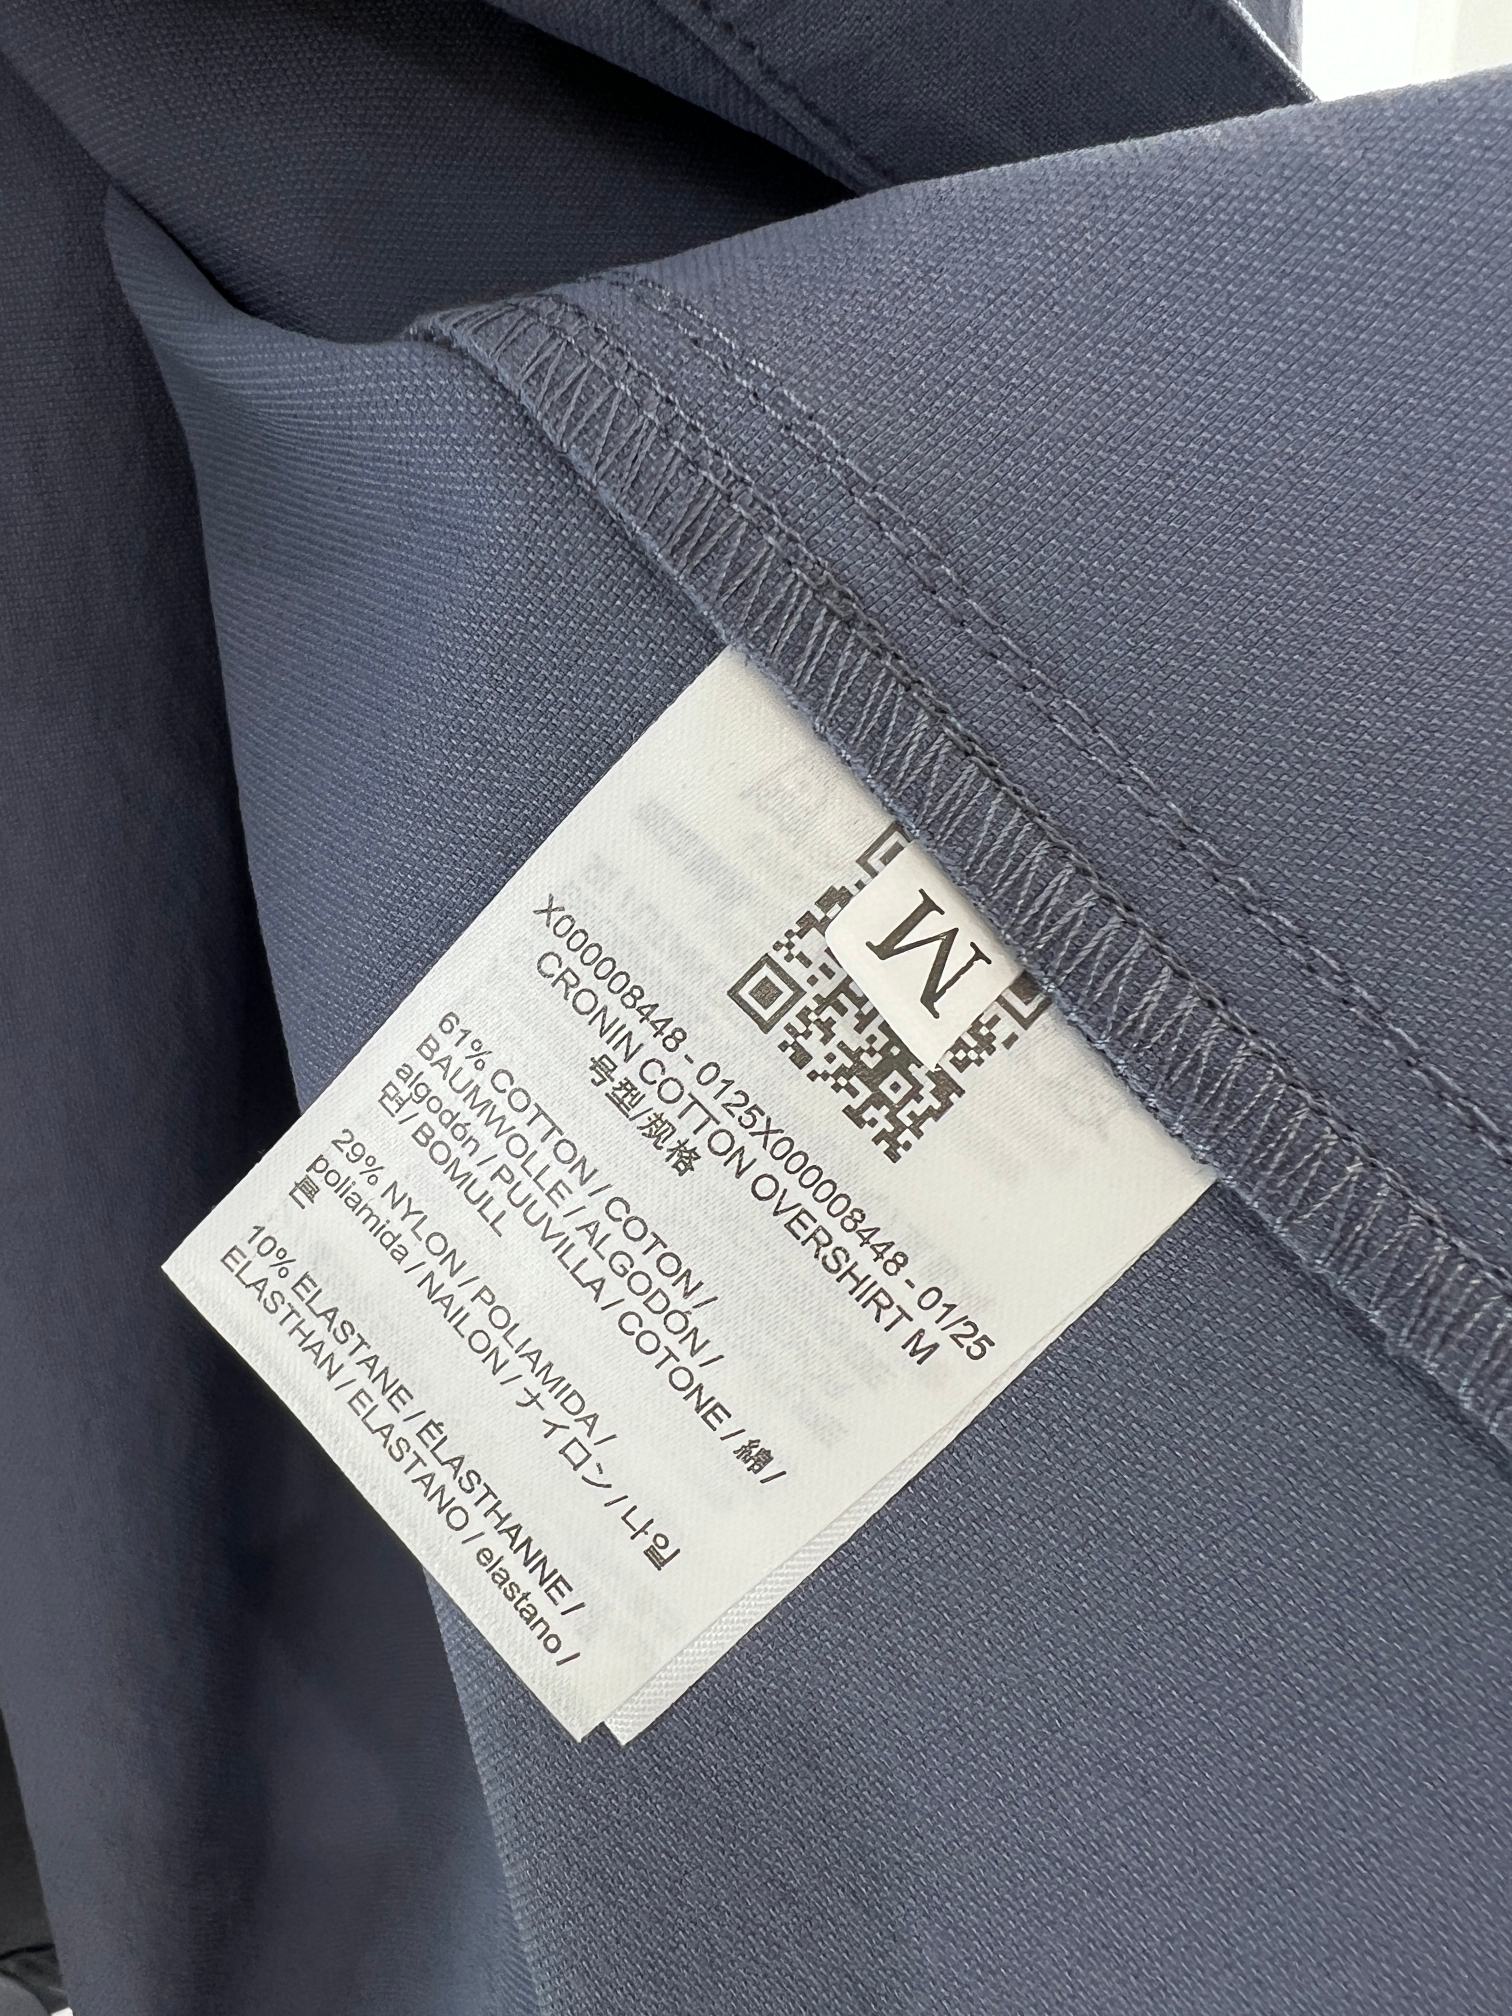 M
X000008448 - 0125X000008448 - 01/25
CRONIN COTTON OVERSHIRT M
号型/规格
61% COTTON / COTON /
BAUMWOLLE / ALGODÓN /
algodón / PUUVILLA / COTONE / 綿 /
면 / BOMULL
29% NYLON / POLIAMIDA /
poliamida / NAILON / ナイロン / 나일
론
10% ELASTANE / ÉLASTHANNE /
ELASTHAN / ELASTANO / elastano /